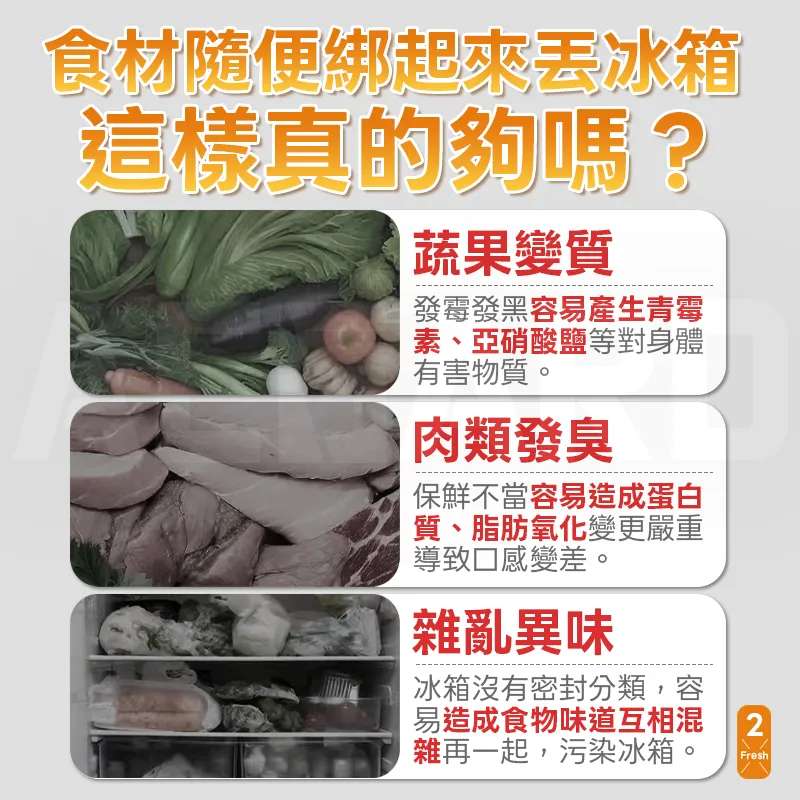 食材隨便綁起來丟冰箱
這樣真的夠嗎？
蔬果變質
發霉發黑容易產生青霉
素、亞硝酸鹽等對身體
有害物質。
肉類發臭
保鮮不當容易造成蛋白
質、脂肪氧化變更嚴重
導致口感變差。
雜亂異味
冰箱沒有密封分類，容
易造成食物味道互相混
雜再一起，污染冰箱。
2
Fresh